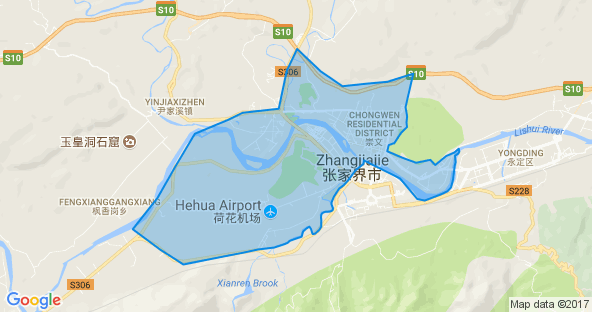 S10
S10
S306
S10
S10
YINJIAXIZHEN
尹家溪镇
CHONGWEN
RESIDENTIAL
DISTRICT
崇文
Lishui River
玉皇洞石窟
Zhangjiajie
张家界市
YONGDING
永定区
S228
FENGXIANGGANGXIANG
枫香岗乡
Hehua Airport
荷花机场
S306
Xianren Brook
Google
Map data ©2017